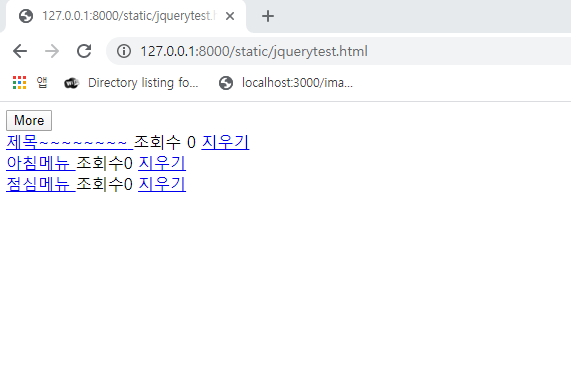 127.0.0.1:8000/static/jquerytest.h
127.0.0.1:8000/static/jquerytest.html
앱 Directory listing fo... localhost:3000/ima...
More
제목~~~~~~~~ 조회수 0 지우기
아침메뉴 조회수0 지우기
점심메뉴 조회수0 지우기